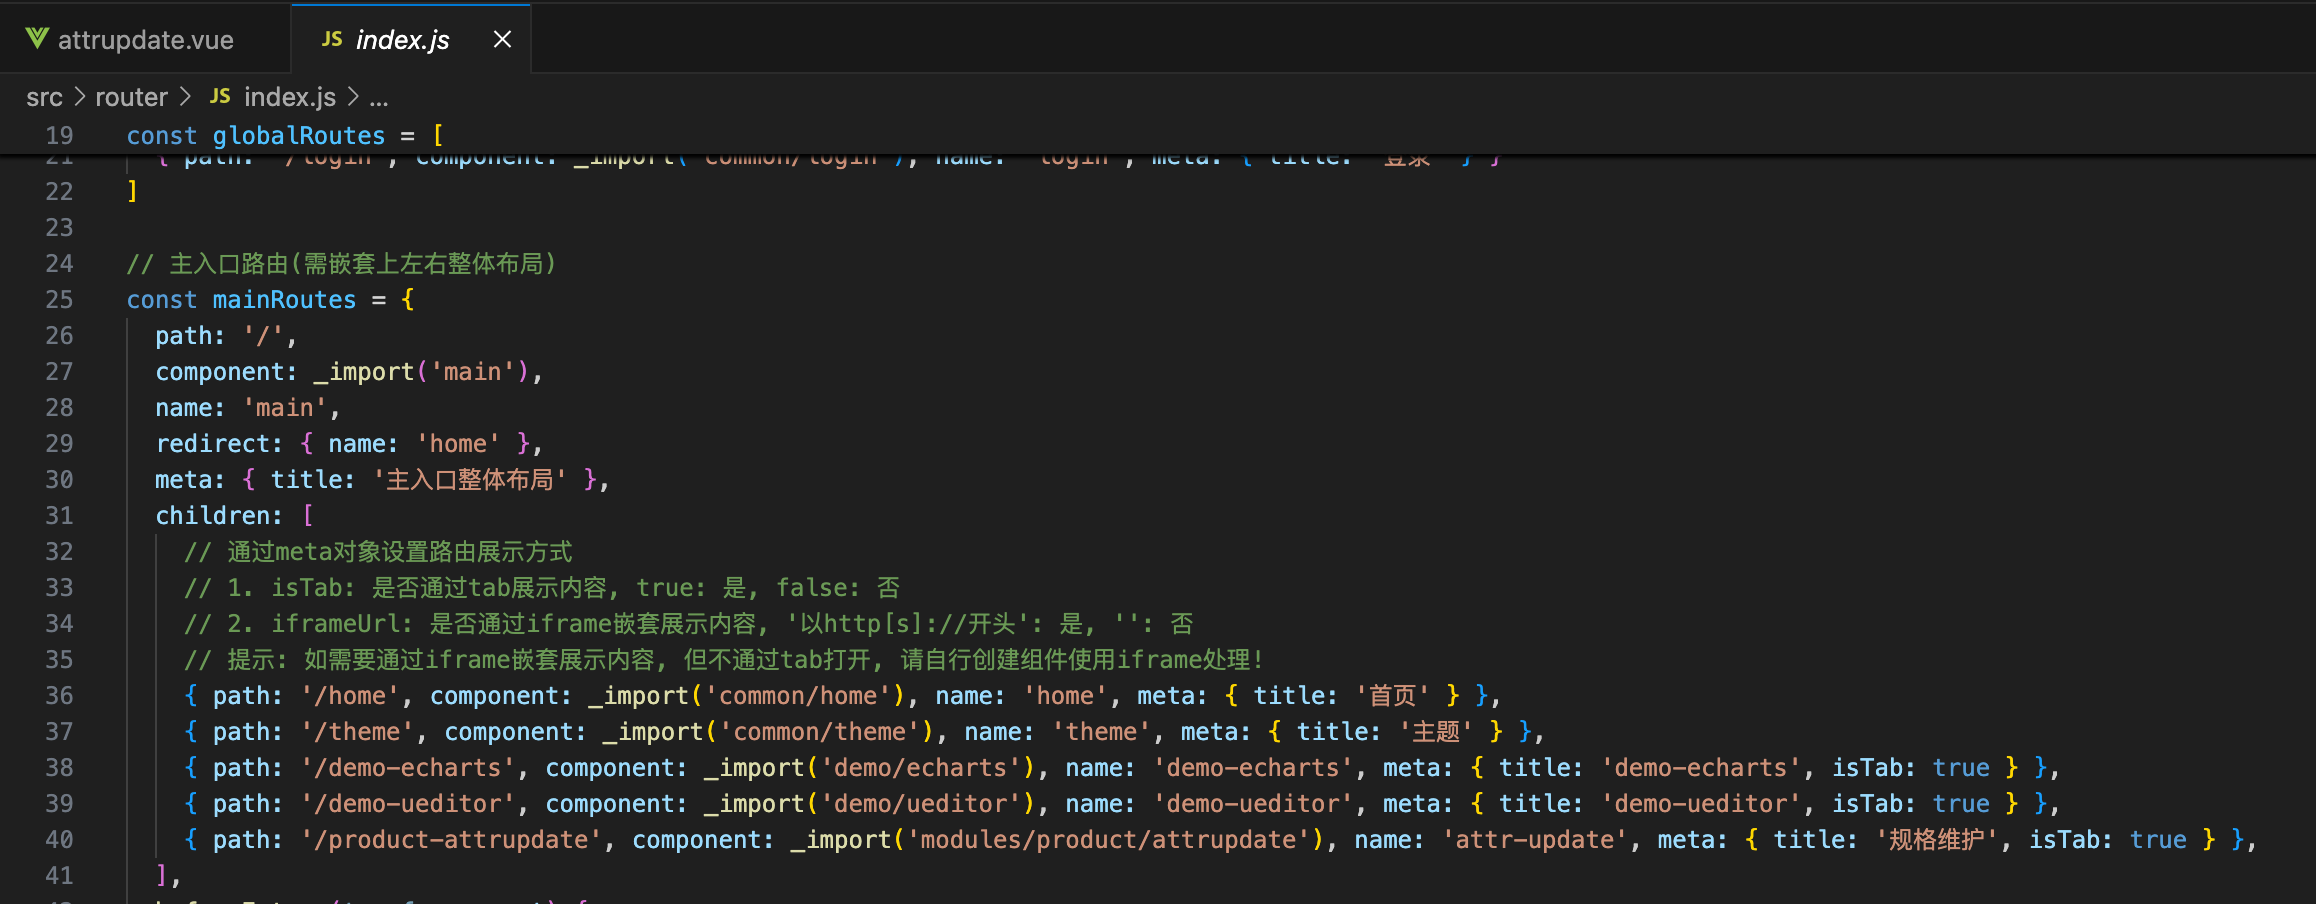 attrupdate.vue
JS index.js
src > router > JS index.js > ...
19 const globalRoutes = [
21 { path: '/login', component: _import('common/login'), name: 'login', meta: { title: '登录' } }
22 ]
23
24 // 主入口路由(需嵌套上左右整体布局)
25 const mainRoutes = {
26 path: '/',
27 component: _import('main'),
28 name: 'main',
29 redirect: { name: 'home' },
30 meta: { title: '主入口整体布局' },
31 children: [
32 // 通过meta对象设置路由展示方式
33 // 1. isTab: 是否通过tab展示内容, true: 是, false: 否
34 // 2. iframeUrl: 是否通过iframe嵌套展示内容, '以http[s]://开头': 是, '': 否
35 // 提示: 如需要通过iframe嵌套展示内容, 但不通过tab打开, 请自行创建组件使用iframe处理!
36 { path: '/home', component: _import('common/home'), name: 'home', meta: { title: '首页' } },
37 { path: '/theme', component: _import('common/theme'), name: 'theme', meta: { title: '主题' } },
38 { path: '/demo-echarts', component: _import('demo/echarts'), name: 'demo-echarts', meta: { title: 'demo-echarts', isTab: true } },
39 { path: '/demo-ueditor', component: _import('demo/ueditor'), name: 'demo-ueditor', meta: { title: 'demo-ueditor', isTab: true } },
40 { path: '/product-attrupdate', component: _import('modules/product/attrupdate'), name: 'attr-update', meta: { title: '规格维护', isTab: true } },
41 ],